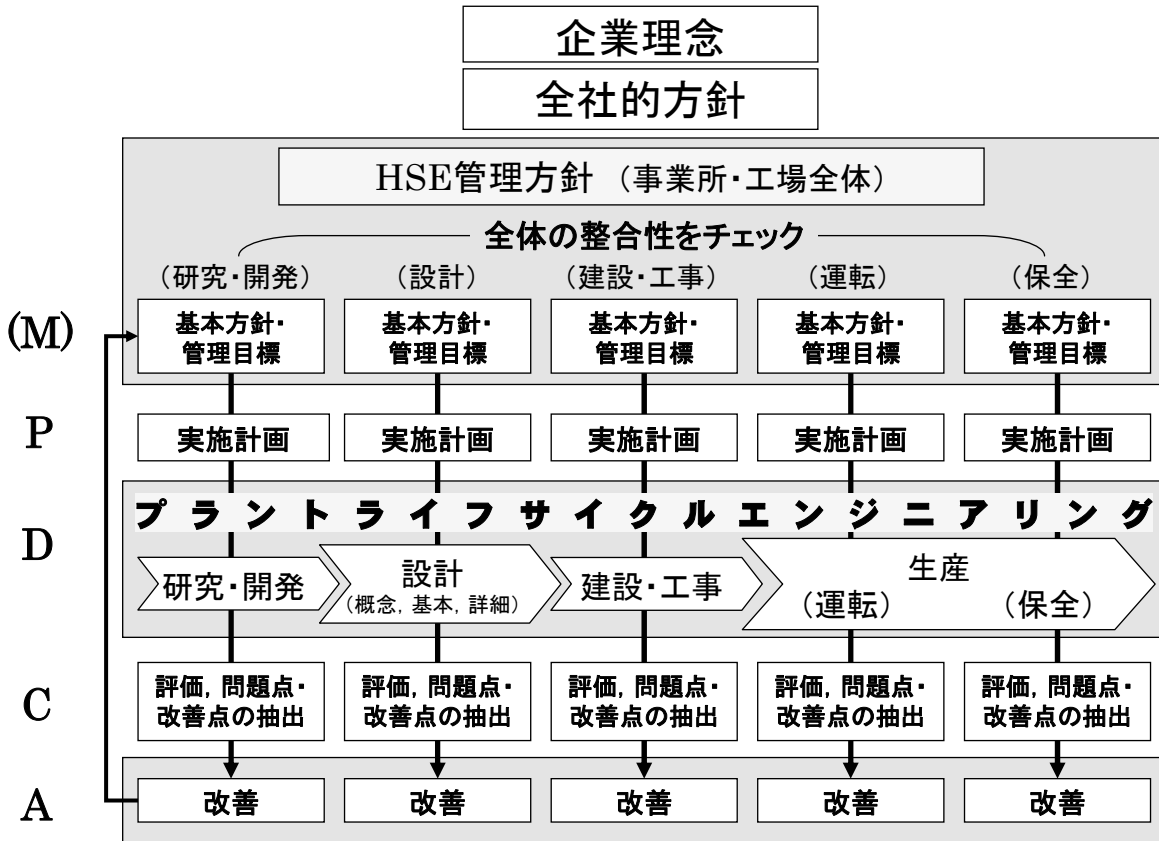 企業理念
全社的方針
HSE管理方針 （事業所・工場全体）
全体の整合性をチェック
（研究・開発） （設計） （建設・工事） （運転） （保全）
(M)
基本方針・
管理目標
基本方針・
管理目標
基本方針・
管理目標
基本方針・
管理目標
基本方針・
管理目標
P
実施計画 実施計画 実施計画 実施計画 実施計画
D
プラントライフサイクルエンジニアリング
研究・開発
設計
（概念, 基本, 詳細）
建設・工事
生産
（運転） （保全）
C
評価, 問題点・
改善点の抽出
評価, 問題点・
改善点の抽出
評価, 問題点・
改善点の抽出
評価, 問題点・
改善点の抽出
評価, 問題点・
改善点の抽出
A
改善 改善 改善 改善 改善